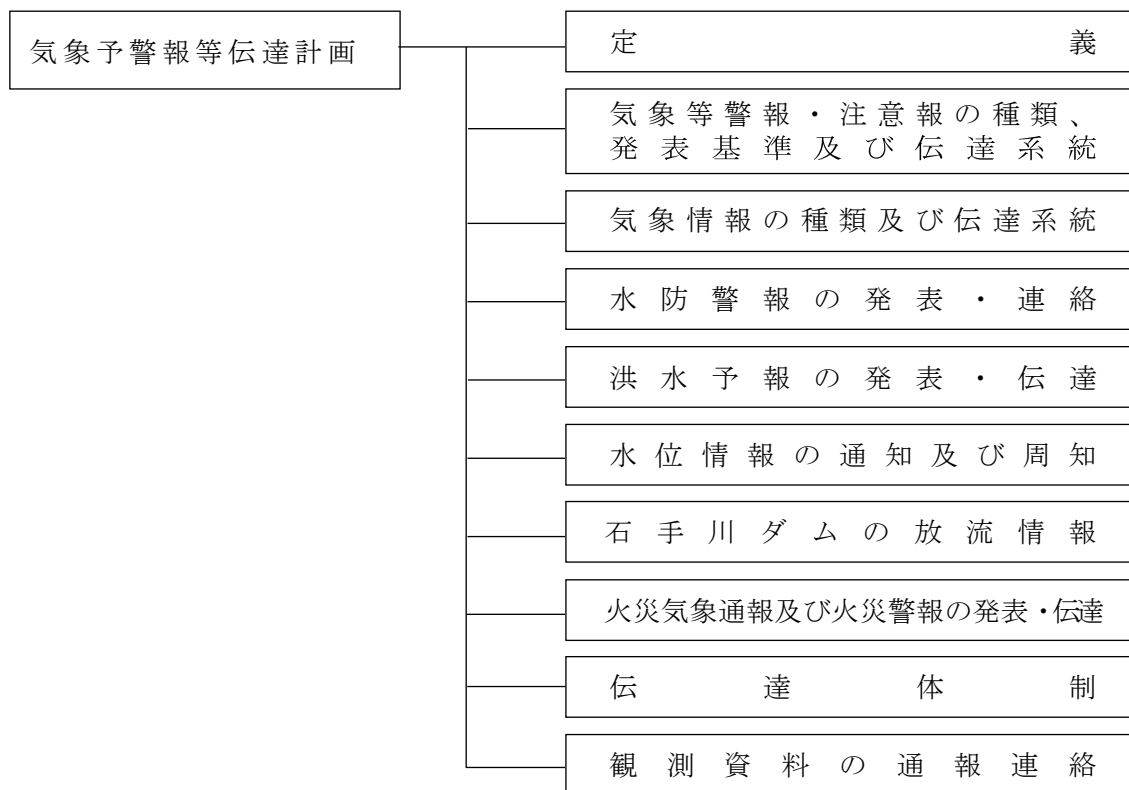 気象予警報等伝達計画
定義
気象等警報・注意報の種類、
発表基準及び伝達系統
気象情報の種類及び伝達系統
水防警報の発表・連絡
洪水予報の発表・伝達
水位情報の通知及び周知
石手川ダムの放流情報
火災気象通報及び火災警報の発表・伝達
伝達体制
観測資料の通報連絡